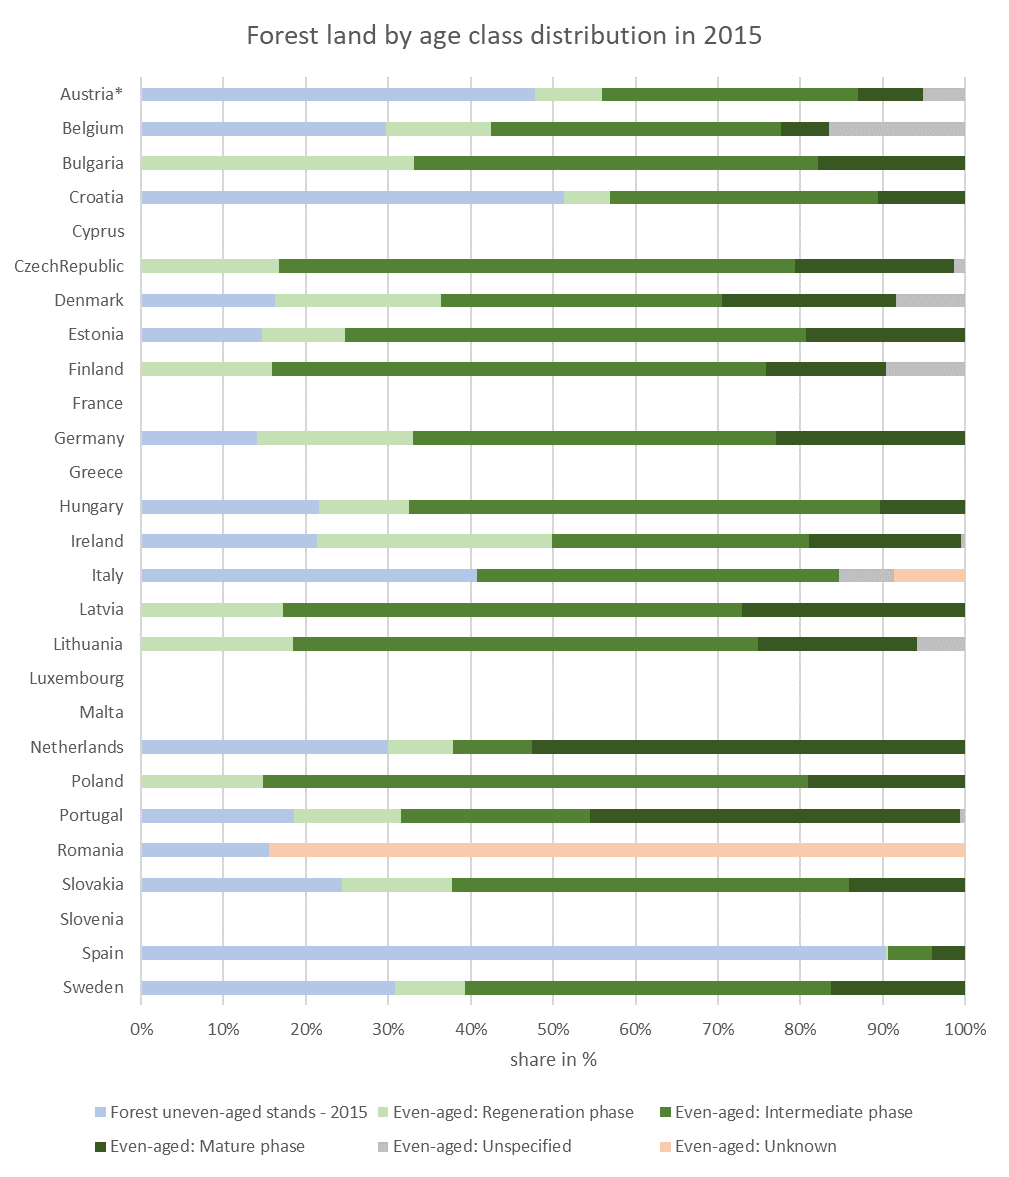 Forest land by age class distribution in 2015
Austria*
Belgium
Bulgaria
Croatia
Cyprus
CzechRepublic
Denmark
Estonia
Finland
France
Germany
Greece
Hungary
Ireland
Italy
Latvia
Lithuania
Luxembourg
Malta
Netherlands
Poland
Portugal
Romania
Slovakia
Slovenia
Spain
Sweden
0% 10% 20% 30% 40% 50% 60% 70% 80% 90% 100%
share in %
Forest uneven-aged stands - 2015 Even-aged: Regeneration phase Even-aged: Intermediate phase
Even-aged: Mature phase Even-aged: Unspecified Even-aged: Unknown